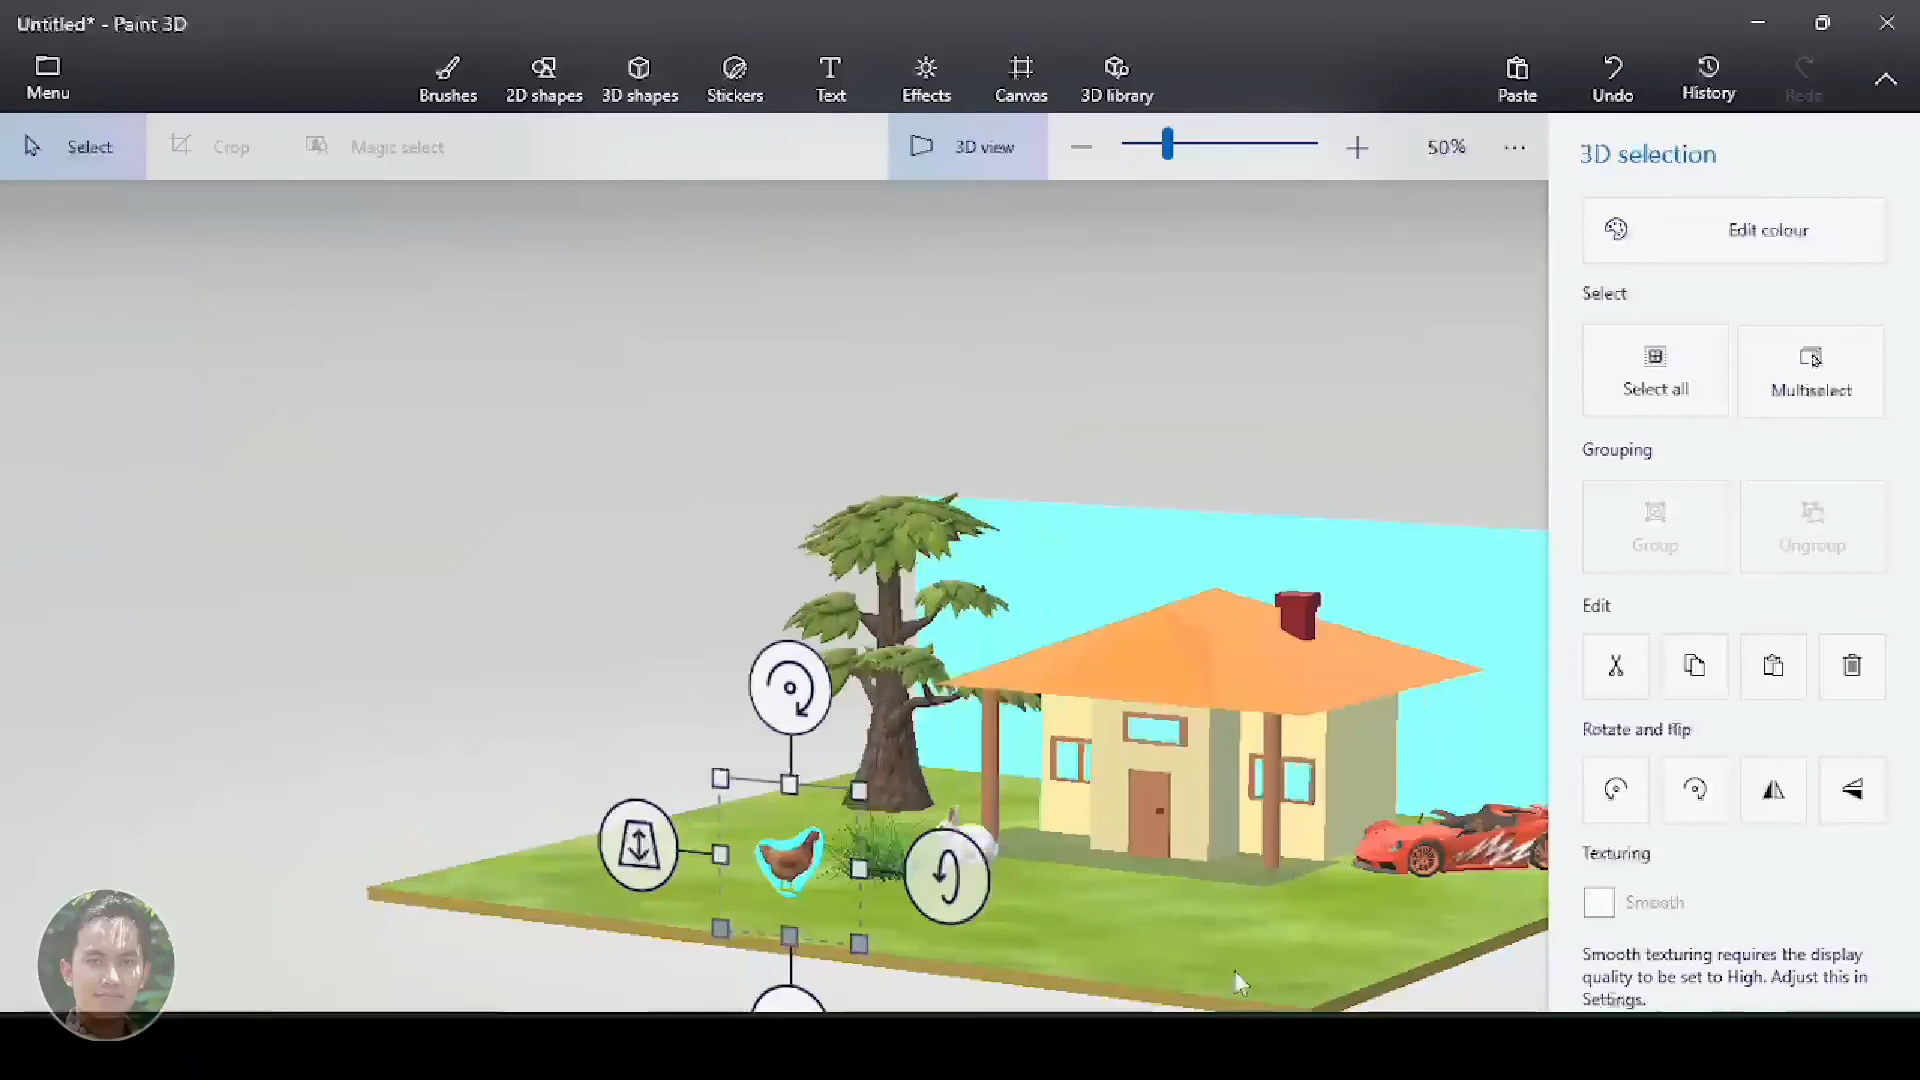 Untitled* - Paint 3D
Menu
Brushes
2D shapes
3D shapes
Stickers
Text
Effects
Canvas
3D library
Paste
Undo
History
Redo
Select
Crop
Magic select
3D view
50%
3D selection
Edit colour
Select
Select all
Multiselect
Grouping
Group
Ungroup
Edit
Rotate and flip
Texturing
Smooth
Smooth texturing requires the display
quality to be set to High. Adjust this in
Settings.